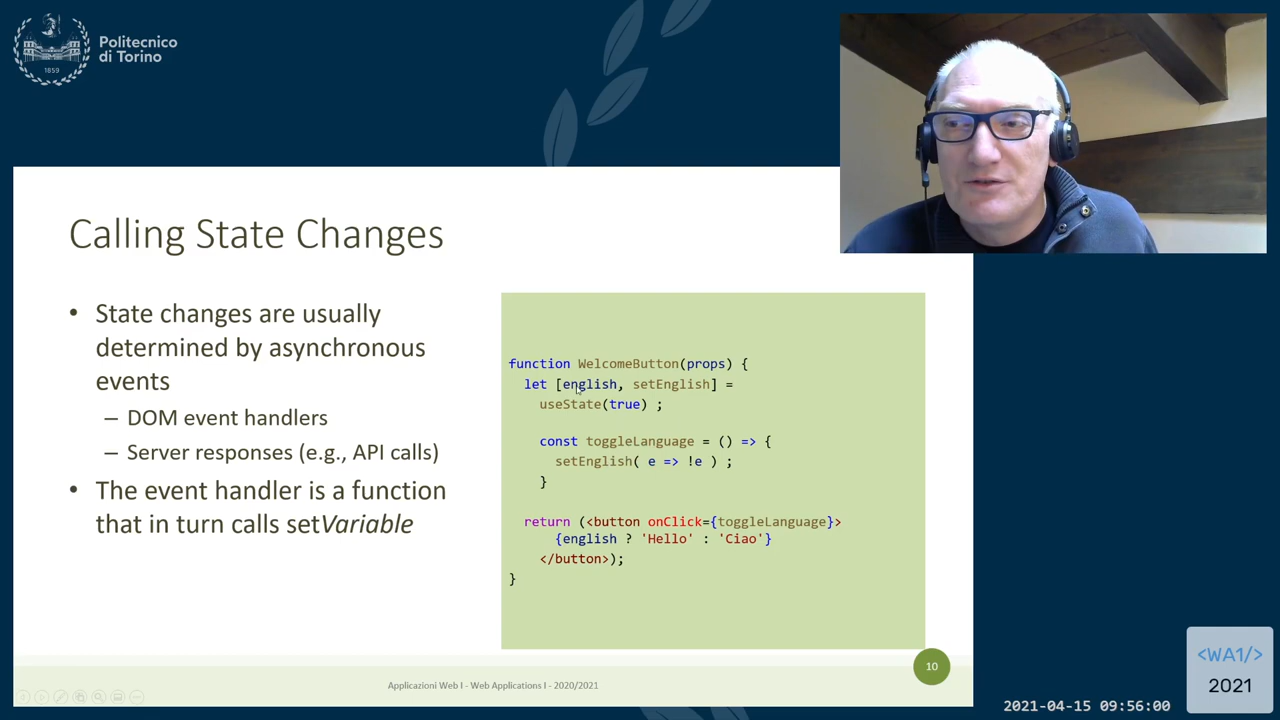 Politecnico
di Torino
1859
Calling State Changes
• State changes are usually
determined by asynchronous
events
– DOM event handlers
– Server responses (e.g., API calls)
• The event handler is a function
that in turn calls setVariable
function WelcomeButton(props) {
let [english, setEnglish] =
useState(true) ;
const toggleLanguage = () => {
setEnglish( e => !e ) ;
}
return (<button onClick={toggleLanguage}>
{english ? 'Hello' : 'Ciao'}
</button>);
}
10
Applicazioni Web I - Web Applications I - 2020/2021
<WA1/>
2021
2021-04-15 09:56:00